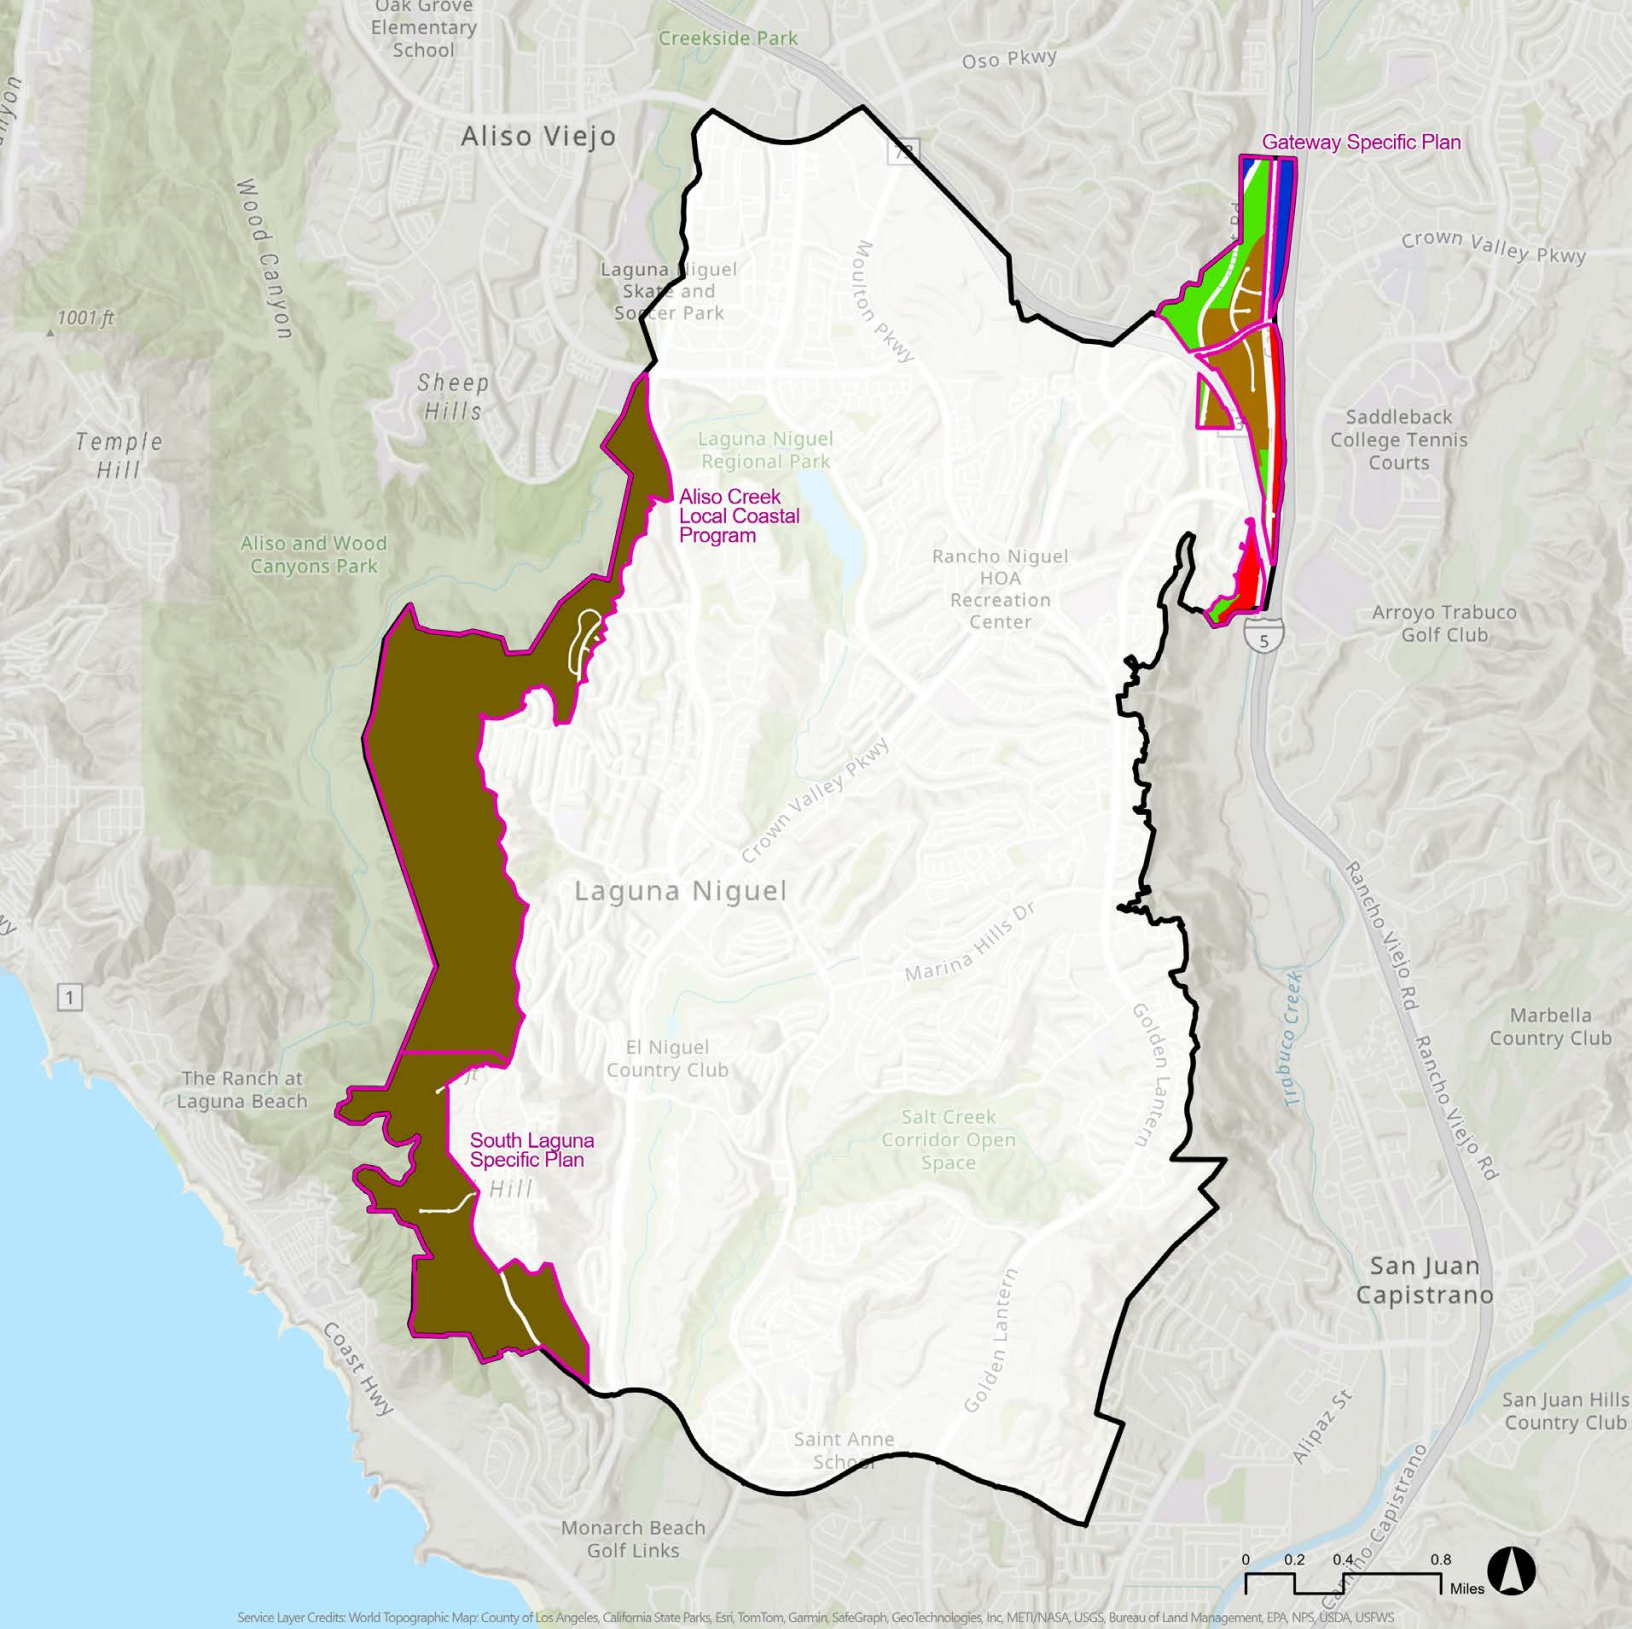 Oak Grove
Elementary
School
Creekside Park
Oso Pkwy
Aliso Viejo
73
Gateway Specific Plan
Wood Canyon
Crown Valley Pkwy
Laguna Niguel
Skate and
Soccer Park
Moulton Pkwy
1001 ft
Sheep
Hills
Temple
Hill
Laguna Niguel
Regional Park
Saddleback
College Tennis
Courts
Aliso Creek
Local Coastal
Program
Aliso and Wood
Canyons Park
Rancho Niguel
HOA
Recreation
Center
Arroyo Trabuco
Golf Club
5
Crown Valley Pkwy
Laguna Niguel
Marina Hills Dr
Rancho Viejo Rd
1
Trabuco Creek
Golden Lantern
Rancho Viejo Rd
Marbella
Country Club
El Niguel
Country Club
The Ranch at
Laguna Beach
ft
Salt Creek
Corridor Open
Space
South Laguna
Specific Plan
Hill
San Juan
Capistrano
Coast Hwy
Golden Lantern
Alipaz St
San Juan Hills
Country Club
Saint Anne
School
Camino Capistrano
Monarch Beach
Golf Links
0 0.2 0.4 0.8
Miles
Service Layer Credits: World Topographic Map: County of Los Angeles, California State Parks, Esri, TomTom, Garmin, SafeGraph, GeoTechnologies, Inc, METI/NASA, USGS, Bureau of Land Management, EPA, NPS, USDA, USFWS